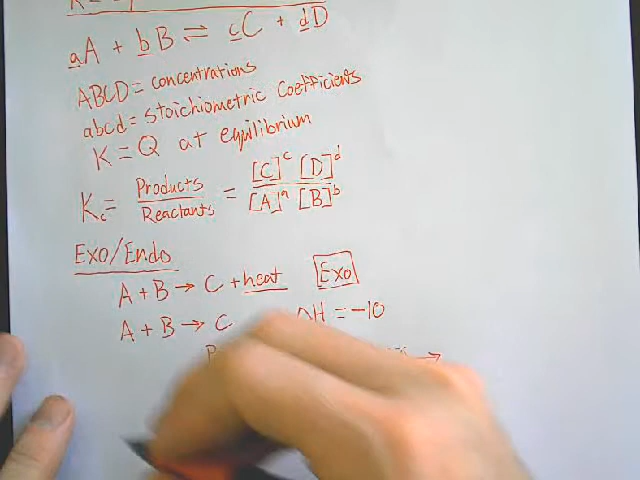 aA + bB ⇌ cC + dD
ABCD = concentrations
abcd = stoichiometric coefficients
K = Q at equilibrium
Kc = Products/Reactants = [C]^c [D]^d / [A]^a [B]^b
Exo/Endo
A + B → C + heat Exo
A + B → C ΔH = -10